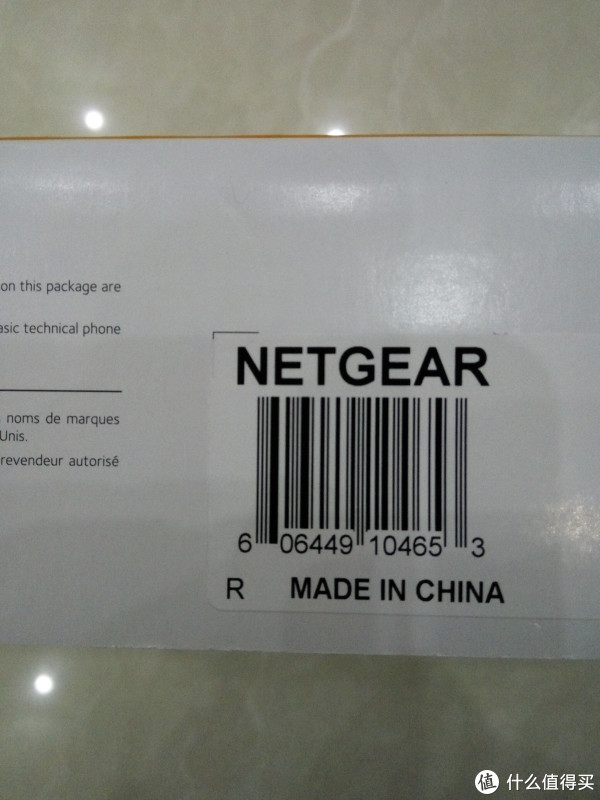 on this package are
asic technical phone
noms de marques
Unis.
revendeur autorisé
NETGEAR
6 06449 10465 3
R MADE IN CHINA
值 什么值得买